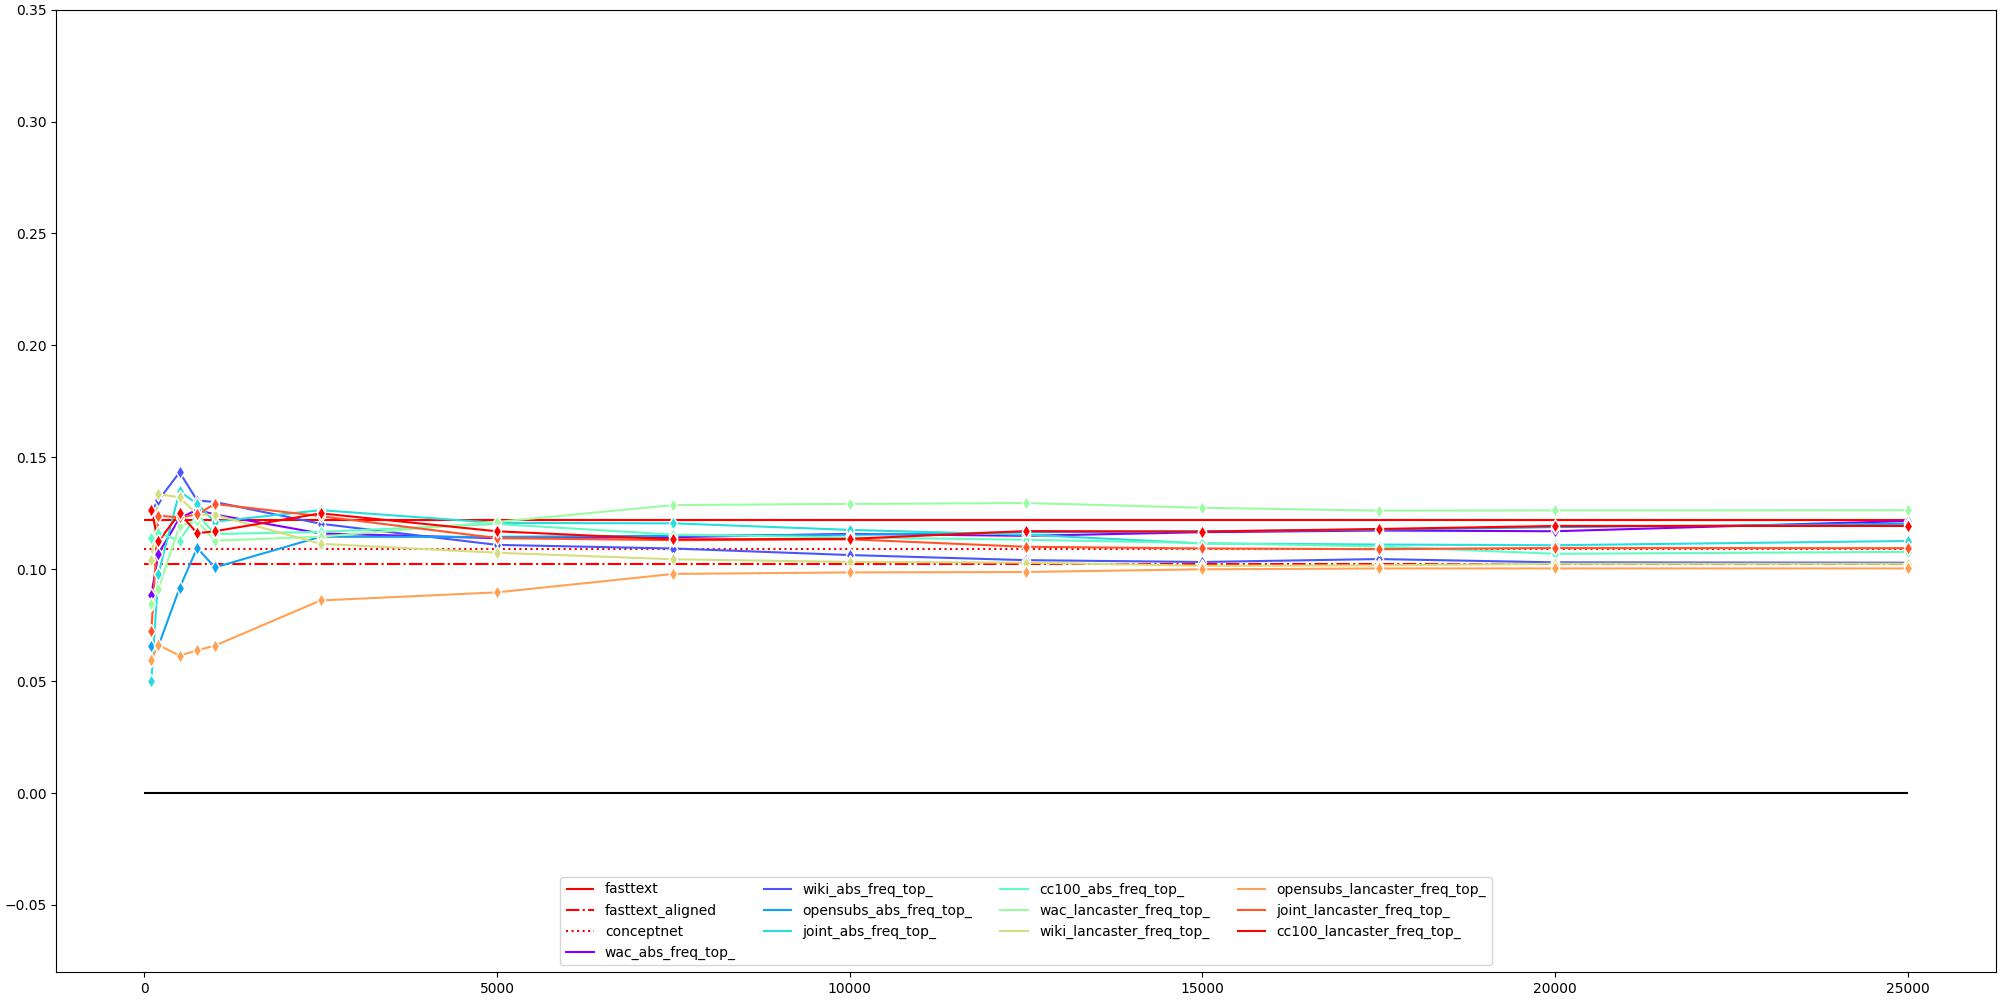 0.35
0.30
0.25
0.20
0.15
0.10
0.05
0.00
−0.05
fasttext
fasttext_aligned
conceptnet
wac_abs_freq_top_
wiki_abs_freq_top_
opensubs_abs_freq_top_
joint_abs_freq_top_
cc100_abs_freq_top_
wac_lancaster_freq_top_
wiki_lancaster_freq_top_
opensubs_lancaster_freq_top_
joint_lancaster_freq_top_
cc100_lancaster_freq_top_
0 5000 10000 15000 20000 25000